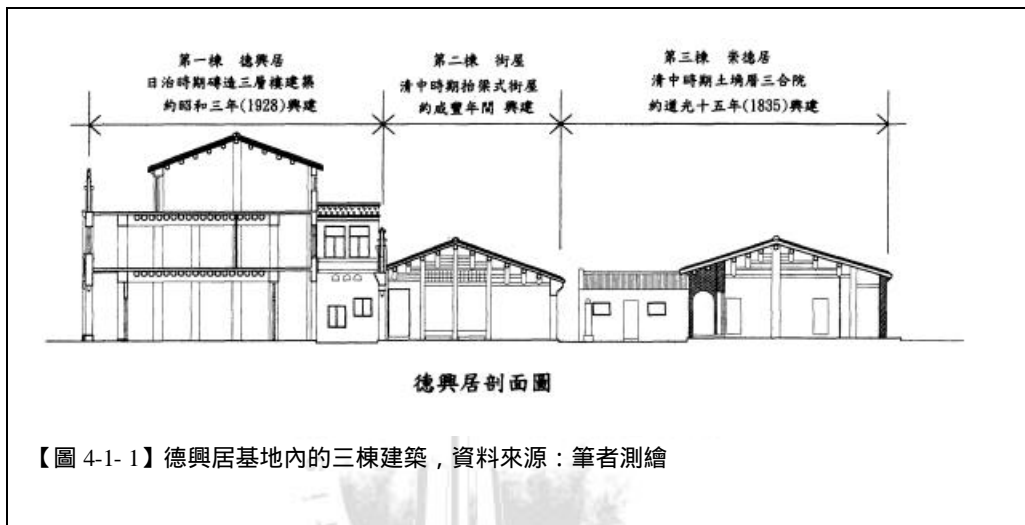 第一棟 德興居
日治時期磚造三層樓建築
約昭和三年(1928)興建
第二棟 街屋
清中時期抬梁式街屋
約咸豐年間 興建
第三棟 崇德居
清中時期土埆厝三合院
約道光十五年(1835)興建
德興居剖面圖
【圖 4-1- 1】德興居基地內的三棟建築，資料來源：筆者測繪